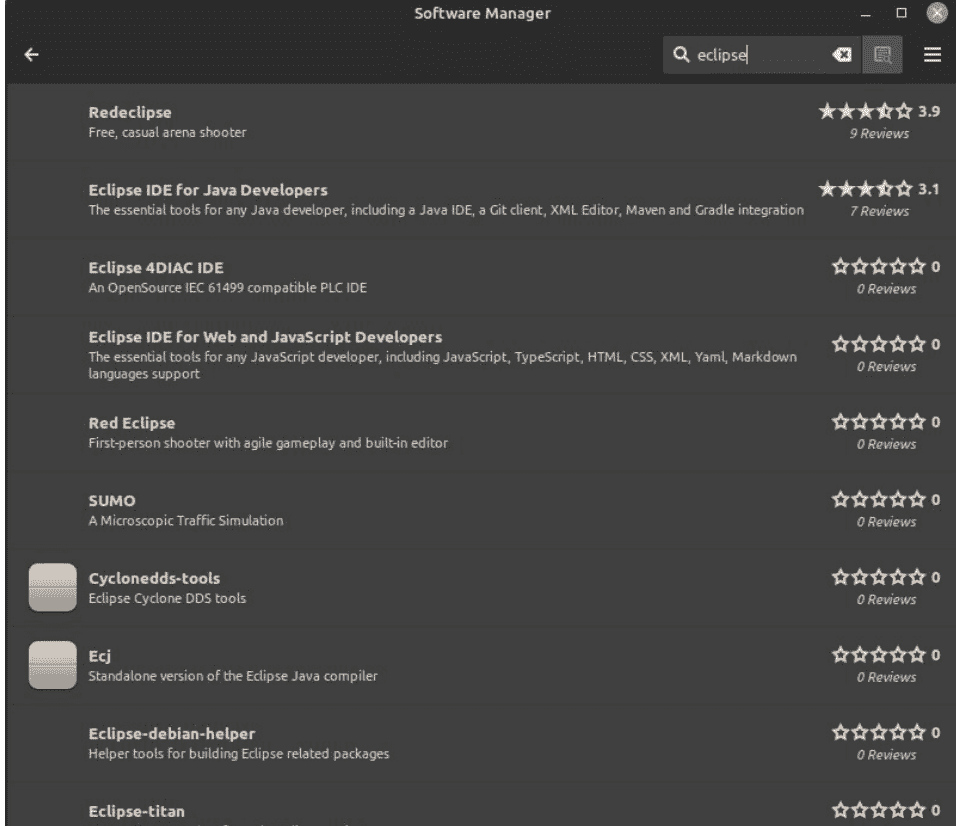 Software Manager
eclipse
Redeclipse
3.9
Free, casual arena shooter
9 Reviews
Eclipse IDE for Java Developers
3.1
The essential tools for any Java developer, including a Java IDE, a Git client, XML Editor, Maven and Gradle integration
7 Reviews
Eclipse 4DIAC IDE
0
An OpenSource IEC 61499 compatible PLC IDE
0 Reviews
Eclipse IDE for Web and JavaScript Developers
0
The essential tools for any JavaScript developer, including JavaScript, TypeScript, HTML, CSS, XML, Yaml, Markdown
languages support
0 Reviews
Red Eclipse
0
First-person shooter with agile gameplay and built-in editor
0 Reviews
SUMO
0
A Microscopic Traffic Simulation
0 Reviews
Cyclonedds-tools
0
Eclipse Cyclone DDS tools
0 Reviews
Ecj
0
Standalone version of the Eclipse Java compiler
0 Reviews
Eclipse-debian-helper
0
Helper tools for building Eclipse related packages
0 Reviews
Eclipse-titan
0